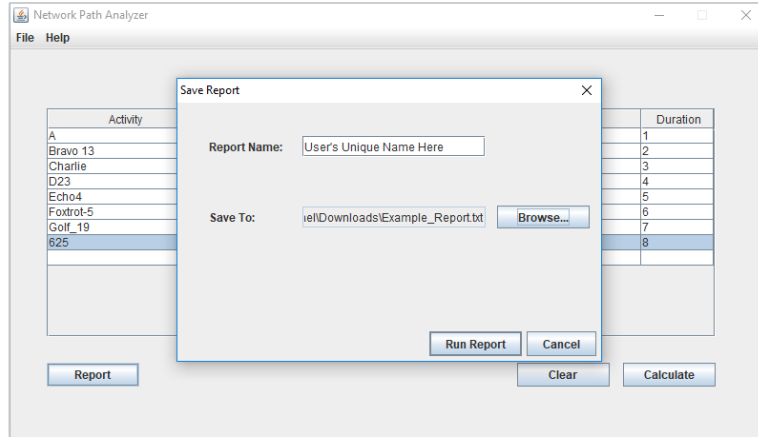 Network Path Analyzer
File Help
Save Report
Activity Duration
A 1
Bravo 13 2
Charlie 3
D23 4
Echo4 5
Foxtrot-5 6
Golf_19 7
625 8
Report Name: User's Unique Name Here
Save To: nel\Downloads\Example_Report.txt Browse...
Run Report Cancel
Report Clear Calculate